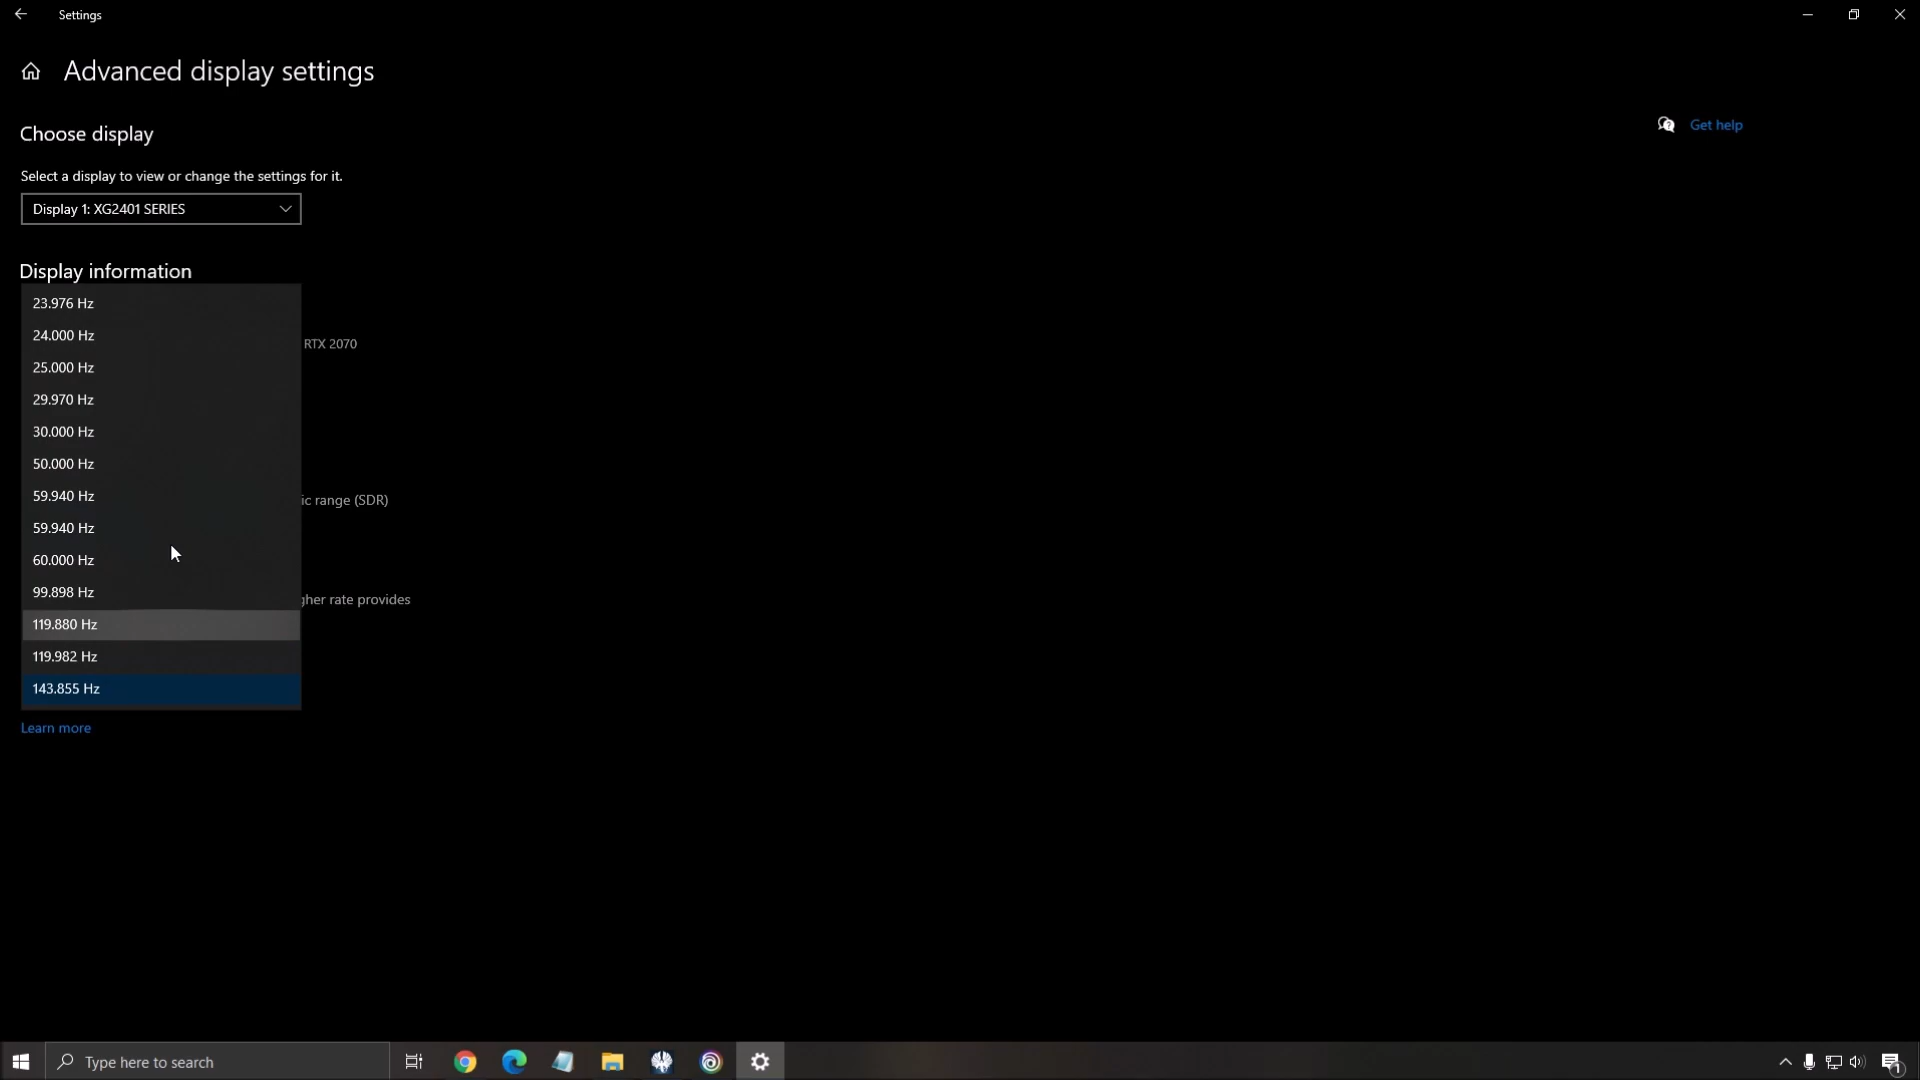 Settings
Advanced display settings
Choose display
Get help
Select a display to view or change the settings for it.
Display 1: XG2401 SERIES
Display information
23.976 Hz
24.000 Hz
RTX 2070
25.000 Hz
29.970 Hz
30.000 Hz
50.000 Hz
59.940 Hz
ic range (SDR)
59.940 Hz
60.000 Hz
99.898 Hz
gher rate provides
119.880 Hz
119.982 Hz
143.855 Hz
Learn more
Type here to search
1